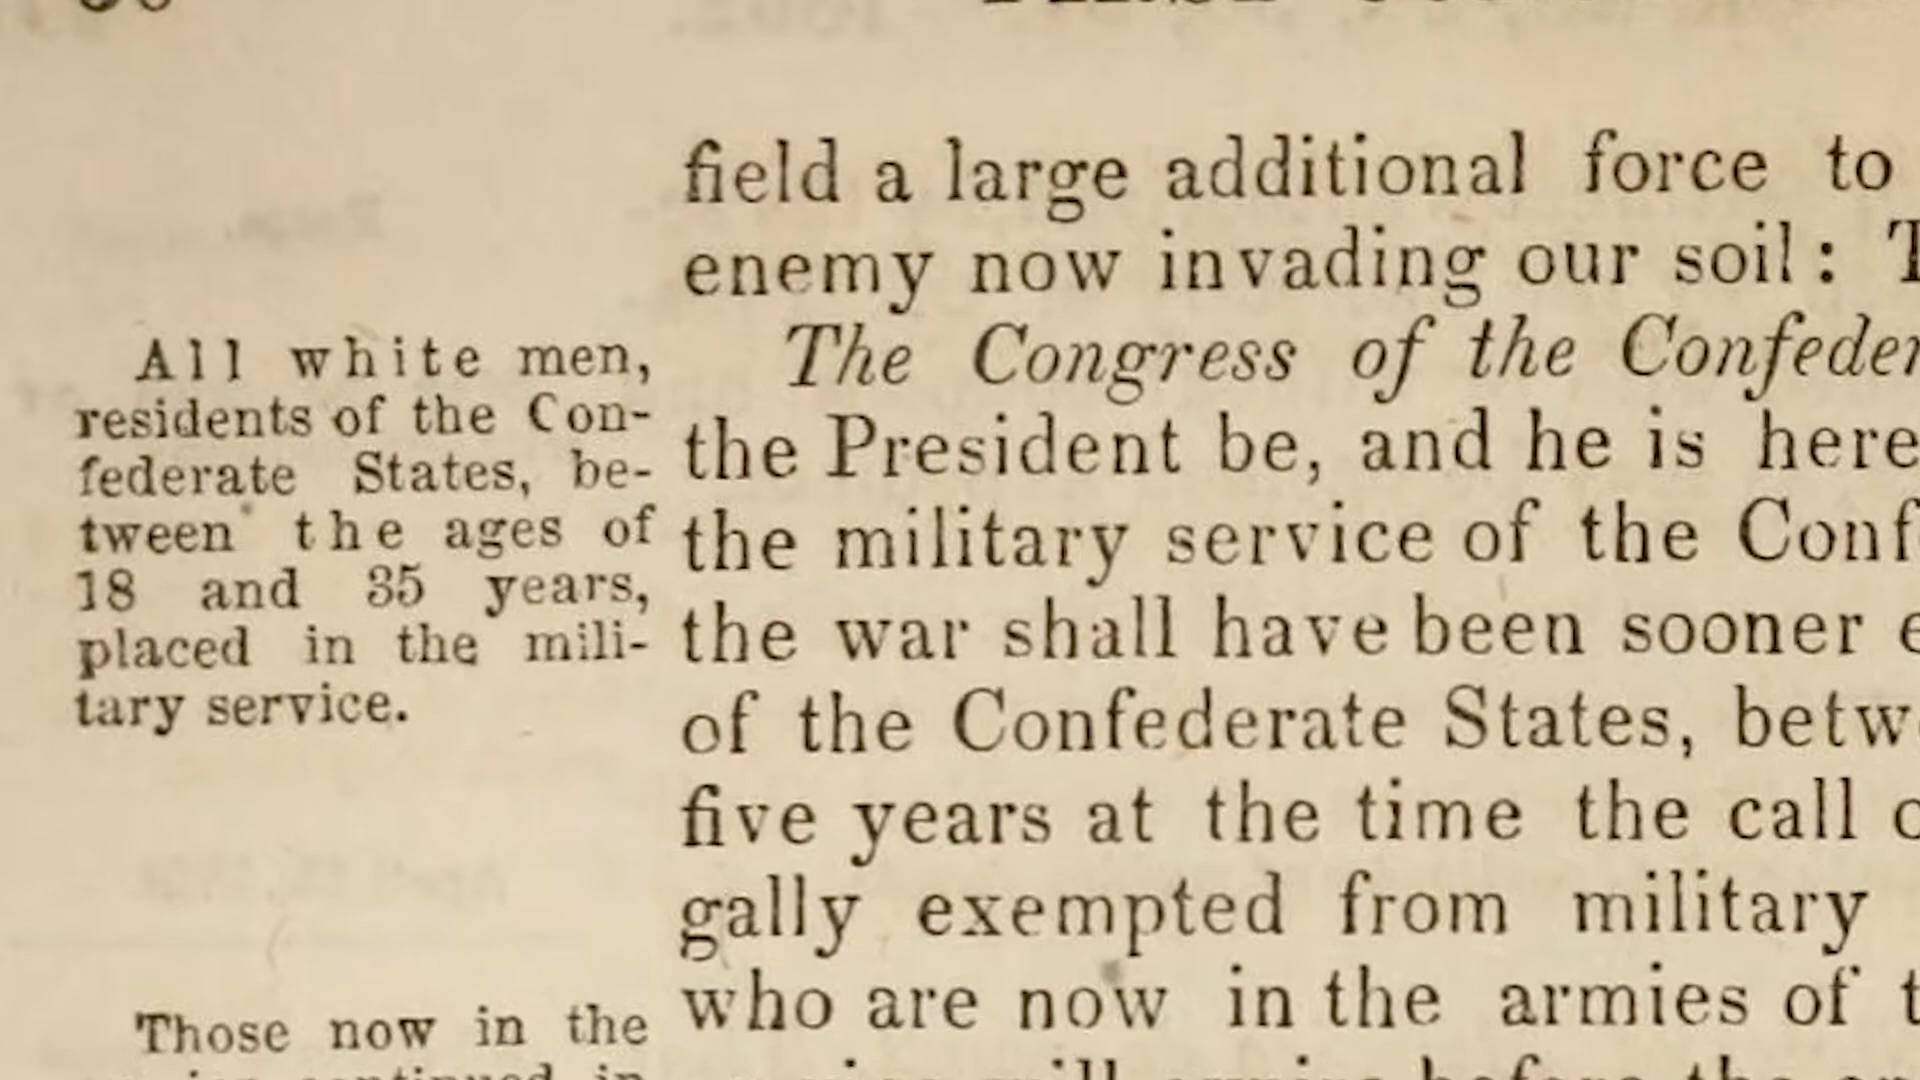 field a large additional force to
enemy now invading our soil :
The Congress of the
the President be, and he is
the military service of the
the war shall have been sooner
of the Confederate States,
five years at the time the call
gally exempted from military
who are now in the armies of
All white men,
residents of the Con-
federate States, be-
tween the ages of
18 and 35 years,
placed in the mili-
tary service.
Those now in the